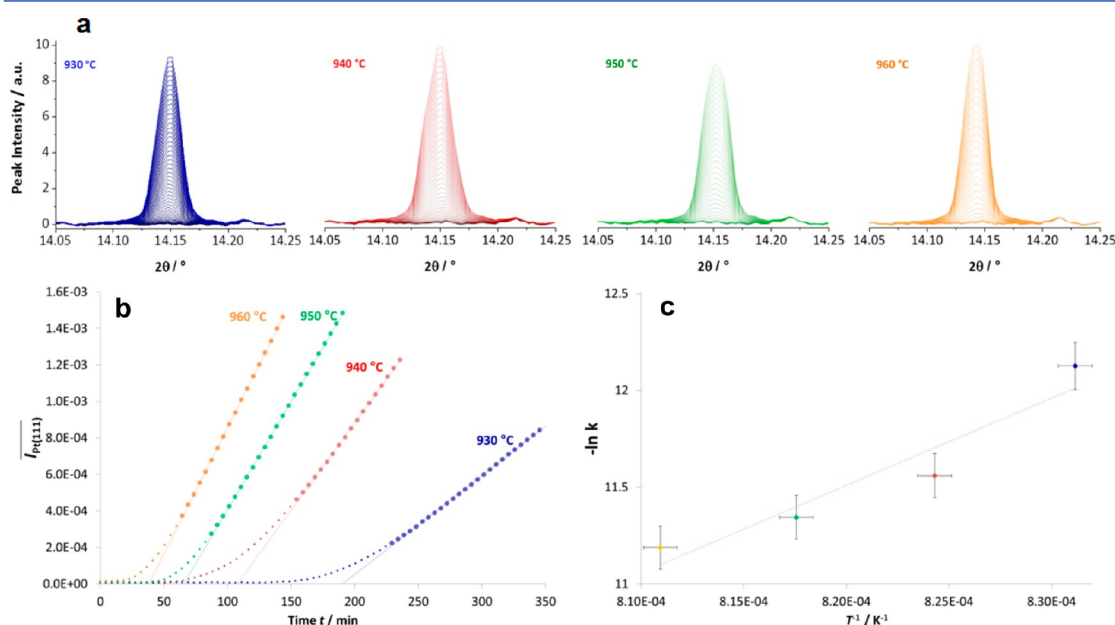 a
10
8
6
4
2
0
Peak Intensity / a.u.
930 °C
940 °C
950 °C
960 °C
14.05 14.10 14.15 14.20 14.25
14.05 14.10 14.15 14.20 14.25
14.05 14.10 14.15 14.20 14.25
14.05 14.10 14.15 14.20 14.25
2θ / °
2θ / °
2θ / °
2θ / °
b
1.6E-03
1.4E-03
1.2E-03
1.0E-03
8.0E-04
6.0E-04
4.0E-04
2.0E-04
0.0E+00
I Pt(111)
960 °C
950 °C
940 °C
930 °C
0 50 100 150 200 250 300 350
Time t / min
c
12.5
12
11.5
11
-ln k
8.10E-04 8.15E-04 8.20E-04 8.25E-04 8.30E-04
T⁻¹ / K⁻¹